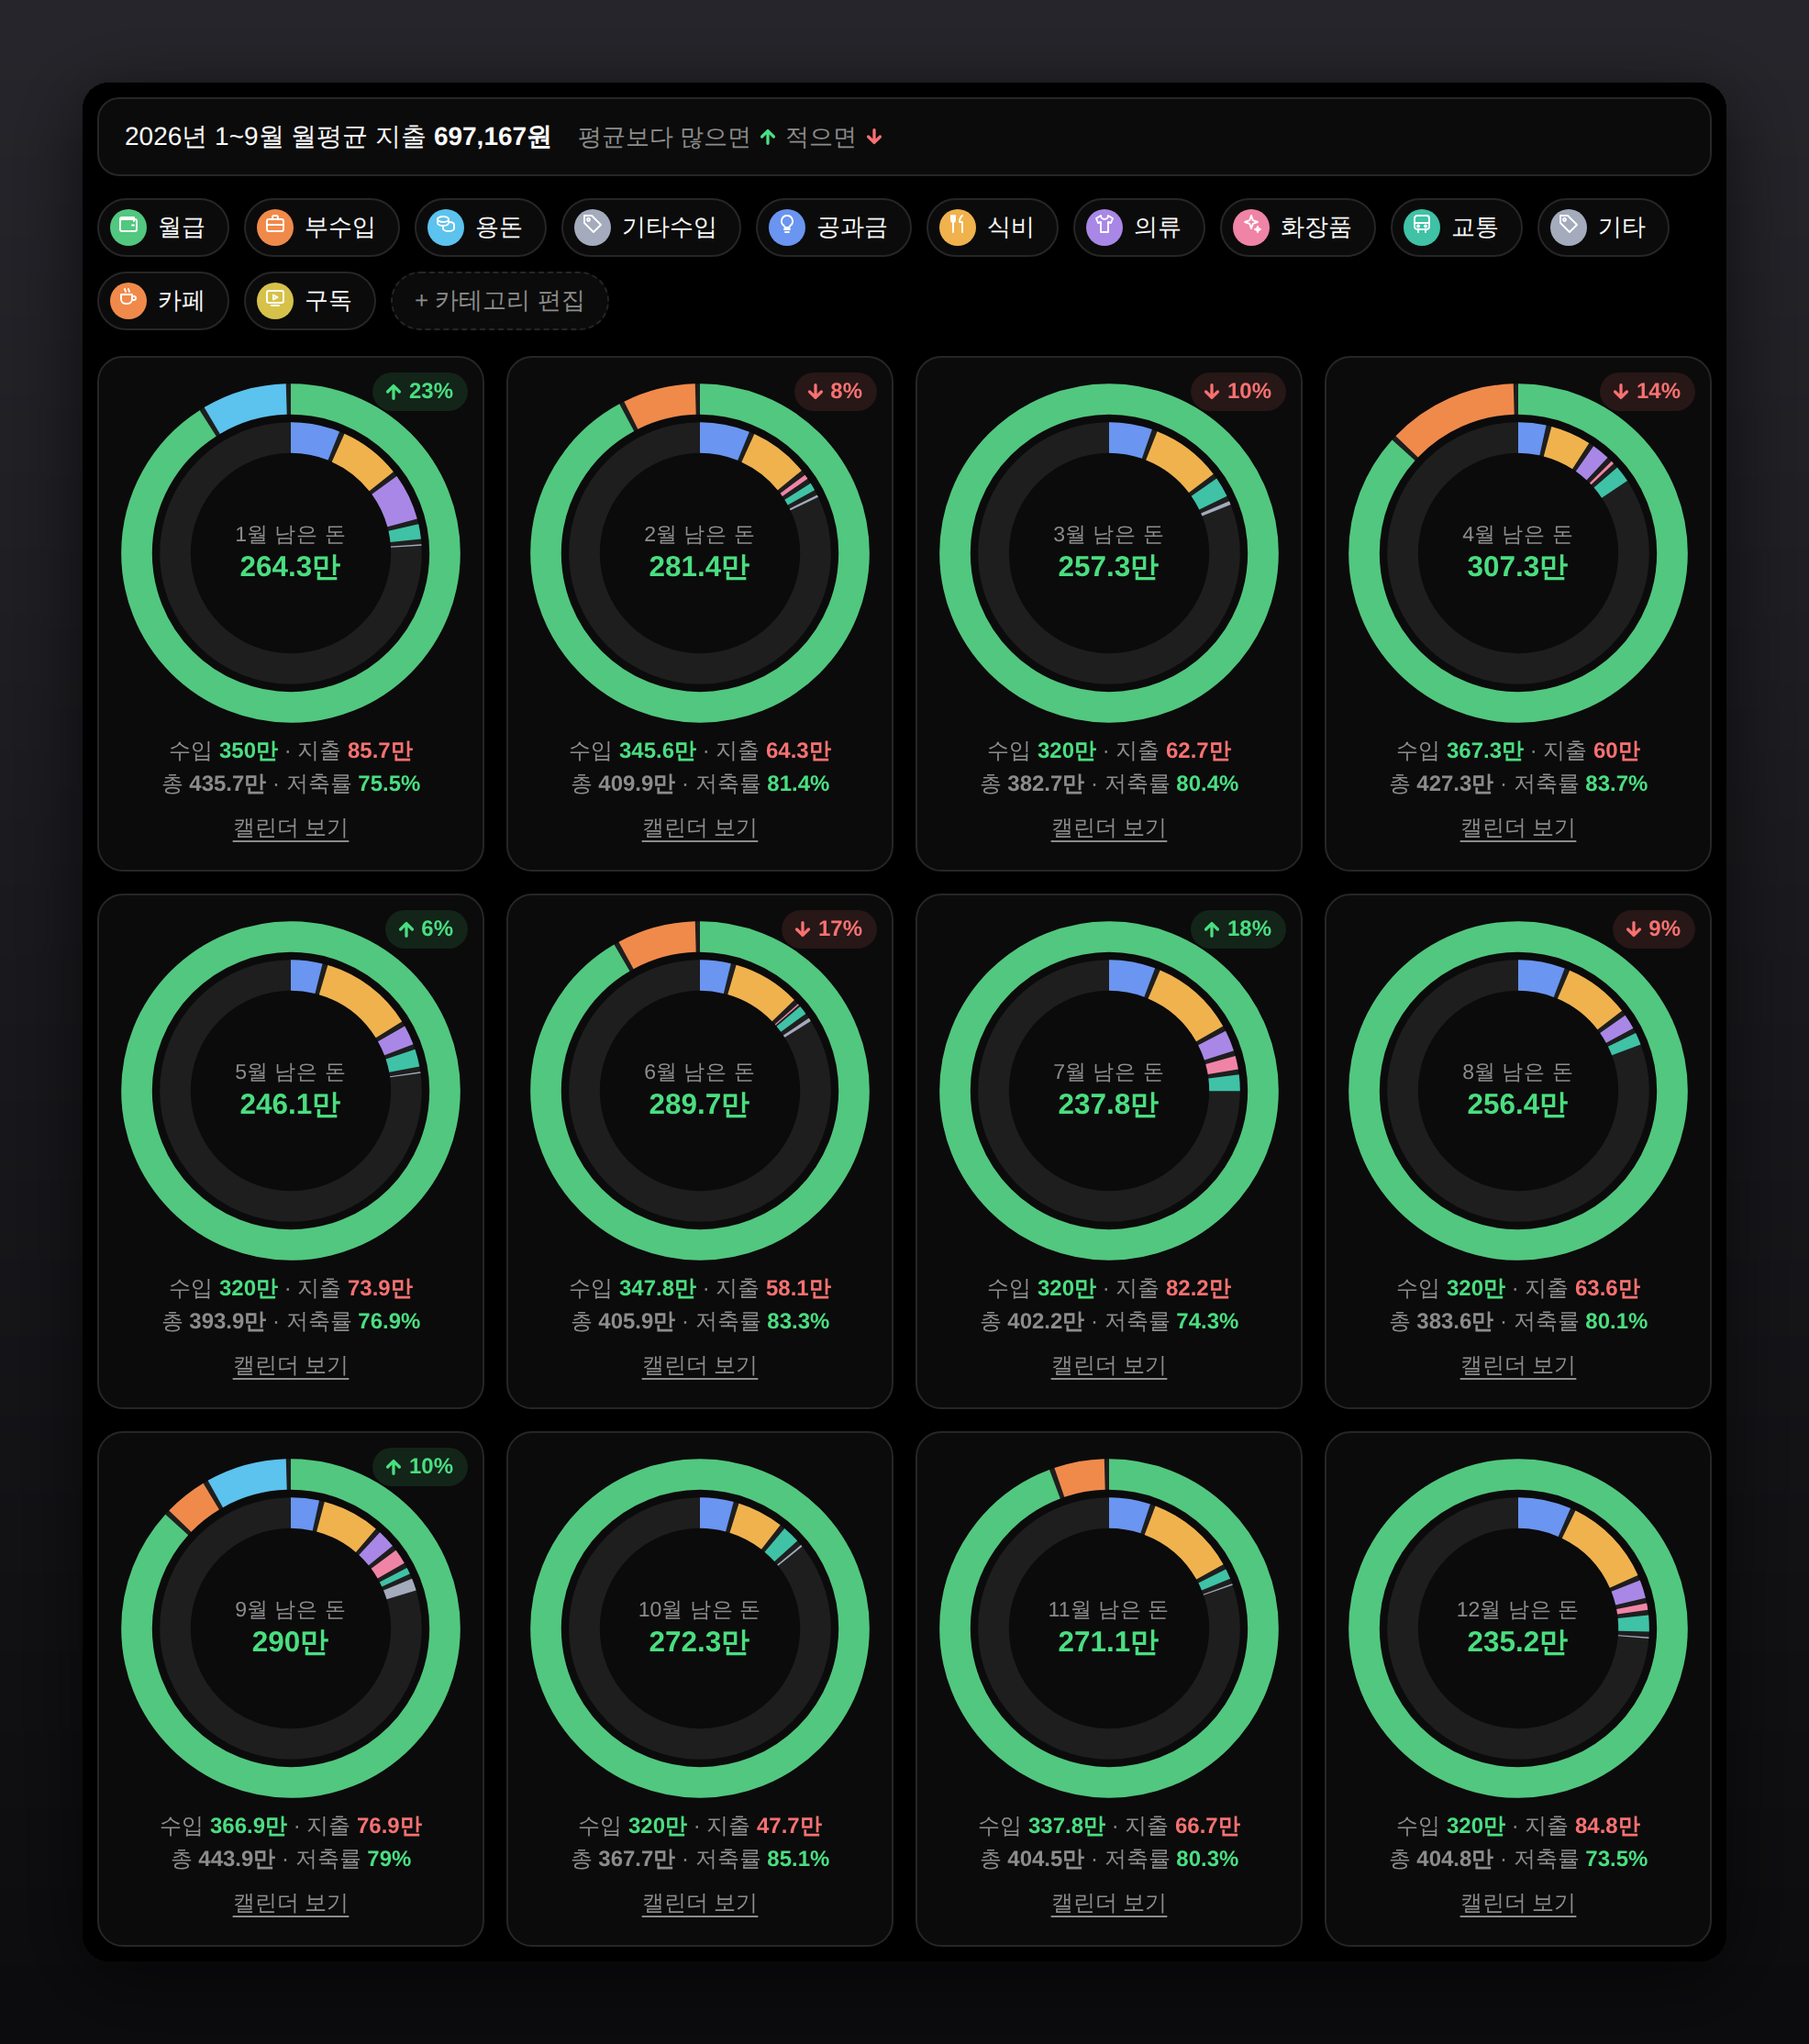 2026년 1~9월 월평균 지출 697,167원 평균보다 많으면 ↑ 적으면 ↓
월급 부수입 용돈 기타수입 공과금 식비 의류 화장품 교통 기타
카페 구독 + 카테고리 편집
↑ 23%
1월 남은 돈
264.3만
수입 350만 · 지출 85.7만
총 435.7만 · 저축률 75.5%
캘린더 보기
↓ 8%
2월 남은 돈
281.4만
수입 345.6만 · 지출 64.3만
총 409.9만 · 저축률 81.4%
캘린더 보기
↓ 10%
3월 남은 돈
257.3만
수입 320만 · 지출 62.7만
총 382.7만 · 저축률 80.4%
캘린더 보기
↓ 14%
4월 남은 돈
307.3만
수입 367.3만 · 지출 60만
총 427.3만 · 저축률 83.7%
캘린더 보기
↑ 6%
5월 남은 돈
246.1만
수입 320만 · 지출 73.9만
총 393.9만 · 저축률 76.9%
캘린더 보기
↓ 17%
6월 남은 돈
289.7만
수입 347.8만 · 지출 58.1만
총 405.9만 · 저축률 83.3%
캘린더 보기
↑ 18%
7월 남은 돈
237.8만
수입 320만 · 지출 82.2만
총 402.2만 · 저축률 74.3%
캘린더 보기
↓ 9%
8월 남은 돈
256.4만
수입 320만 · 지출 63.6만
총 383.6만 · 저축률 80.1%
캘린더 보기
↑ 10%
9월 남은 돈
290만
수입 366.9만 · 지출 76.9만
총 443.9만 · 저축률 79%
캘린더 보기
10월 남은 돈
272.3만
수입 320만 · 지출 47.7만
총 367.7만 · 저축률 85.1%
캘린더 보기
11월 남은 돈
271.1만
수입 337.8만 · 지출 66.7만
총 404.5만 · 저축률 80.3%
캘린더 보기
12월 남은 돈
235.2만
수입 320만 · 지출 84.8만
총 404.8만 · 저축률 73.5%
캘린더 보기